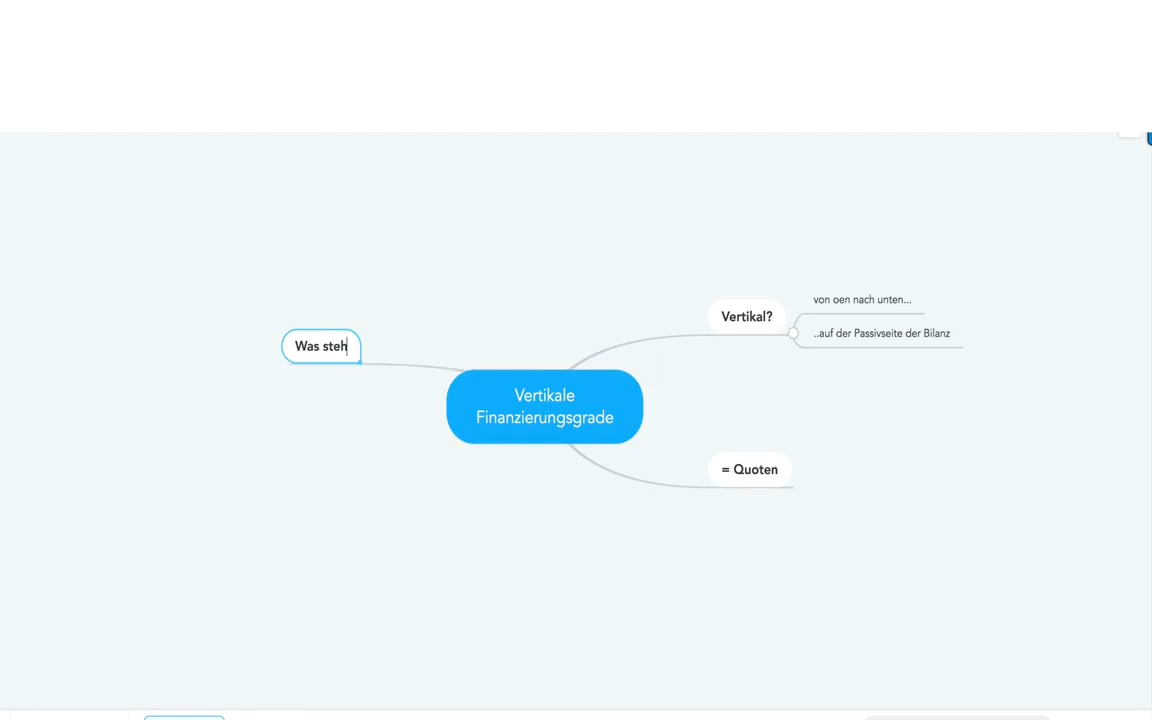 von oen nach unten...
Vertikal?
..auf der Passivseite der Bilanz
Was steh
Vertikale
Finanzierungsgrade
= Quoten